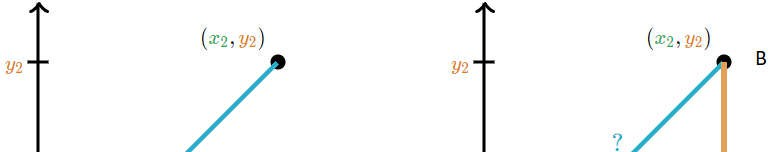 (x₂, y₂)
y₂
(x₂, y₂)
y₂
B
?